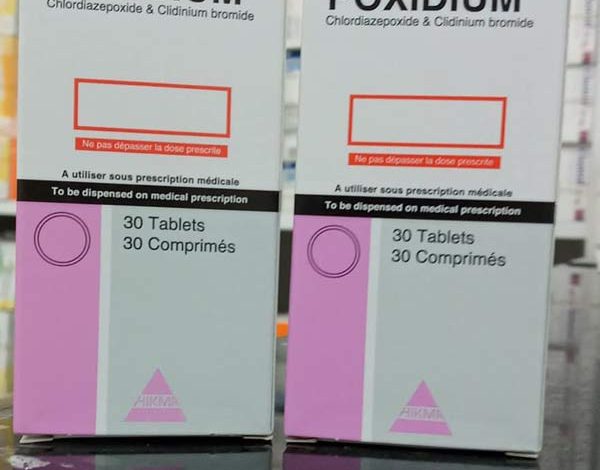 Chlordiazepoxide & Clidinium bromide
Ne pas dépasser la dose prescrite
A utiliser sous prescription médicale
To be dispensed on medical prescription
30 Tablets
30 Comprimés
HIKMA
POXIDIUM
Chlordiazepoxide & Clidinium bromide
Ne pas dépasser la dose prescrite
A utiliser sous prescription médicale
To be dispensed on medical prescription
30 Tablets
30 Comprimés
HIKMA